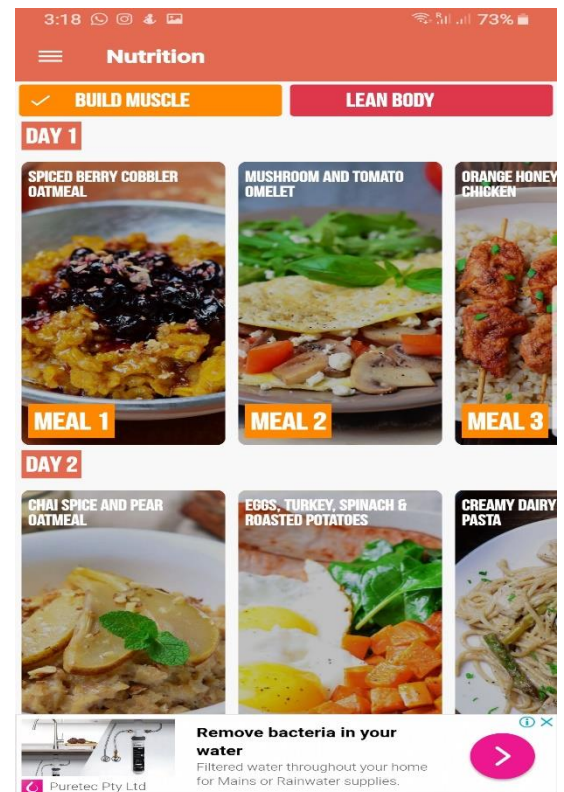 3:18
73%
Nutrition
BUILD MUSCLE
LEAN BODY
DAY 1
SPICED BERRY COBBLER
OATMEAL
MEAL 1
MUSHROOM AND TOMATO
OMELET
MEAL 2
ORANGE HONEY
CHICKEN
MEAL 3
DAY 2
CHAI SPICE AND PEAR
OATMEAL
EGGS, TURKEY, SPINACH &
ROASTED POTATOES
CREAMY DAIRY
PASTA
Remove bacteria in your
water
Filtered water throughout your home
for Mains or Rainwater supplies.
Puretec Pty Ltd